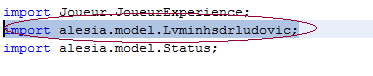 import Joueur.JoueurExperience;
import alesia.model.Lvminhsdrludovic;
import alesia.model.Status;